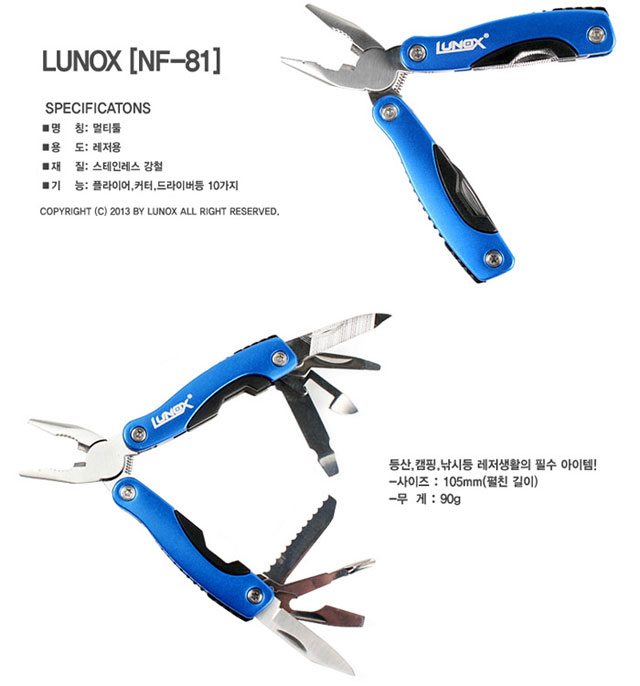 LUNOX [NF-81]
LUNOX®
SPECIFICATONS
■명 칭: 멀티툴
■용 도: 레저용
■재 질: 스테인레스 강철
■기 능: 플라이어,커터,드라이버등 10가지
COPYRIGHT (C) 2013 BY LUNOX ALL RIGHT RESERVED.
LUNOX®
등산,캠핑,낚시등 레저생활의 필수 아이템!
-사이즈 : 105mm(펼친 길이)
-무 게 : 90g